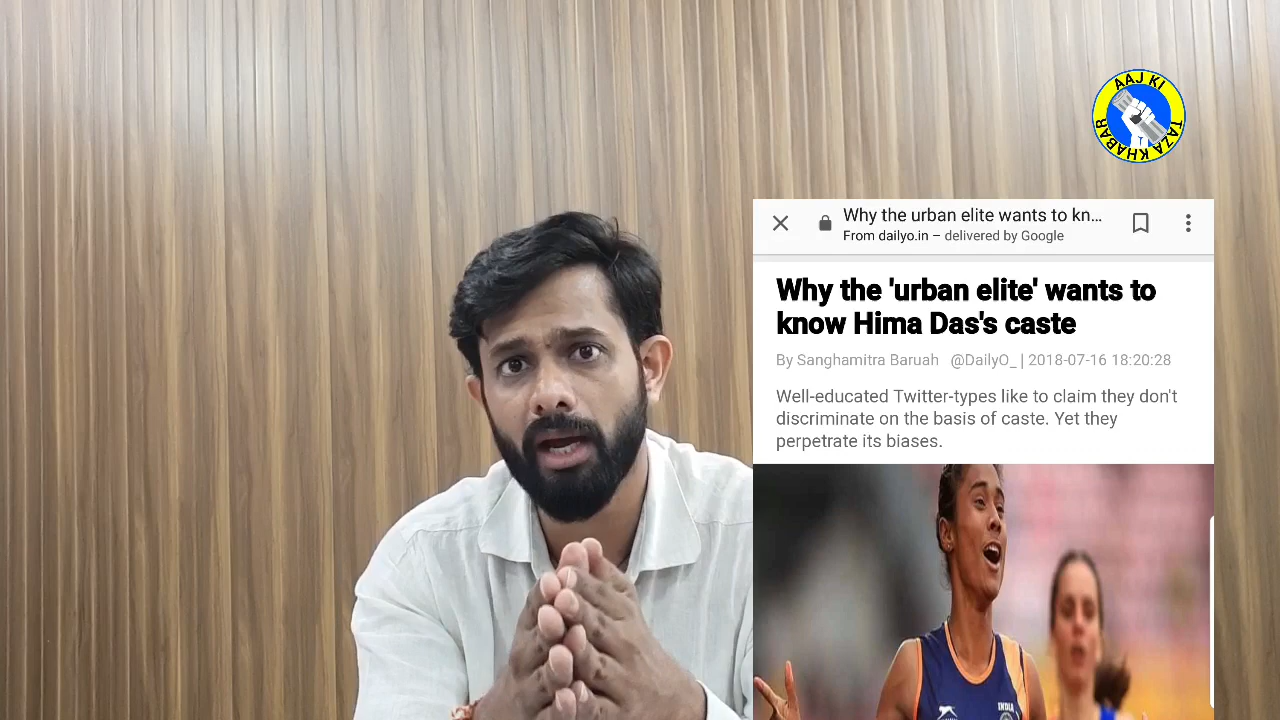 AAJ KI
TAZA KHABAR
Why the urban elite wants to kn...
From dailyo.in – delivered by Google
Why the 'urban elite' wants to
know Hima Das's caste
By Sanghamitra Baruah @DailyO_ | 2018-07-16 18:20:28
Well-educated Twitter-types like to claim they don't
discriminate on the basis of caste. Yet they
perpetrate its biases.
INDIA